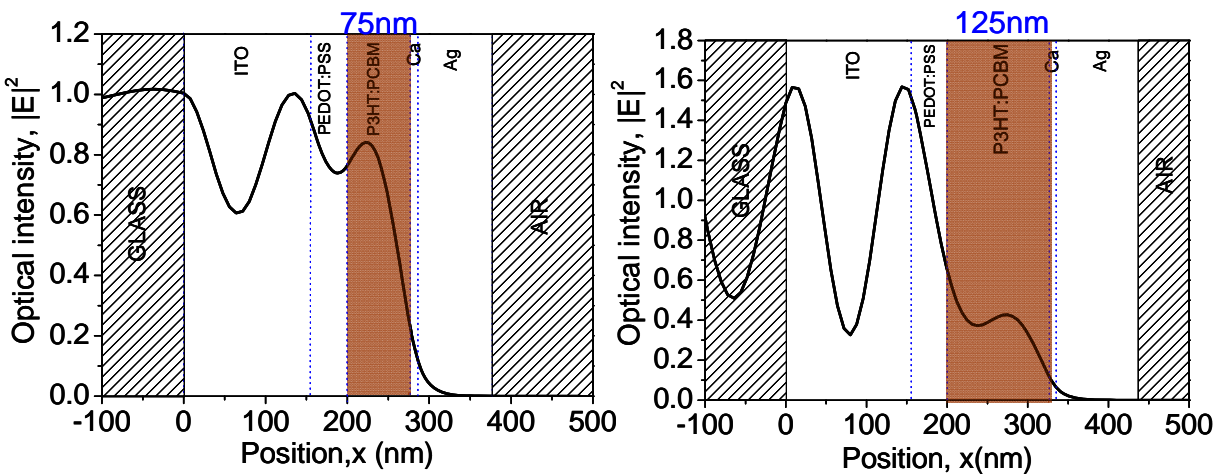 75nm
1.2
1.0
0.8
0.6
0.4
0.2
0.0
Optical intensity, |E|²
GLASS
ITO
PEDOT:PSS
P3HT:PCBM
Ca
Ag
AIR
-100 0 100 200 300 400 500
Position,x (nm)
125nm
1.8
1.6
1.4
1.2
1.0
0.8
0.6
0.4
0.2
0.0
Optical intensity, |E|²
GLASS
ITO
PEDOT:PSS
P3HT:PCBM
Ca
Ag
AIR
-100 0 100 200 300 400 500
Position, x(nm)